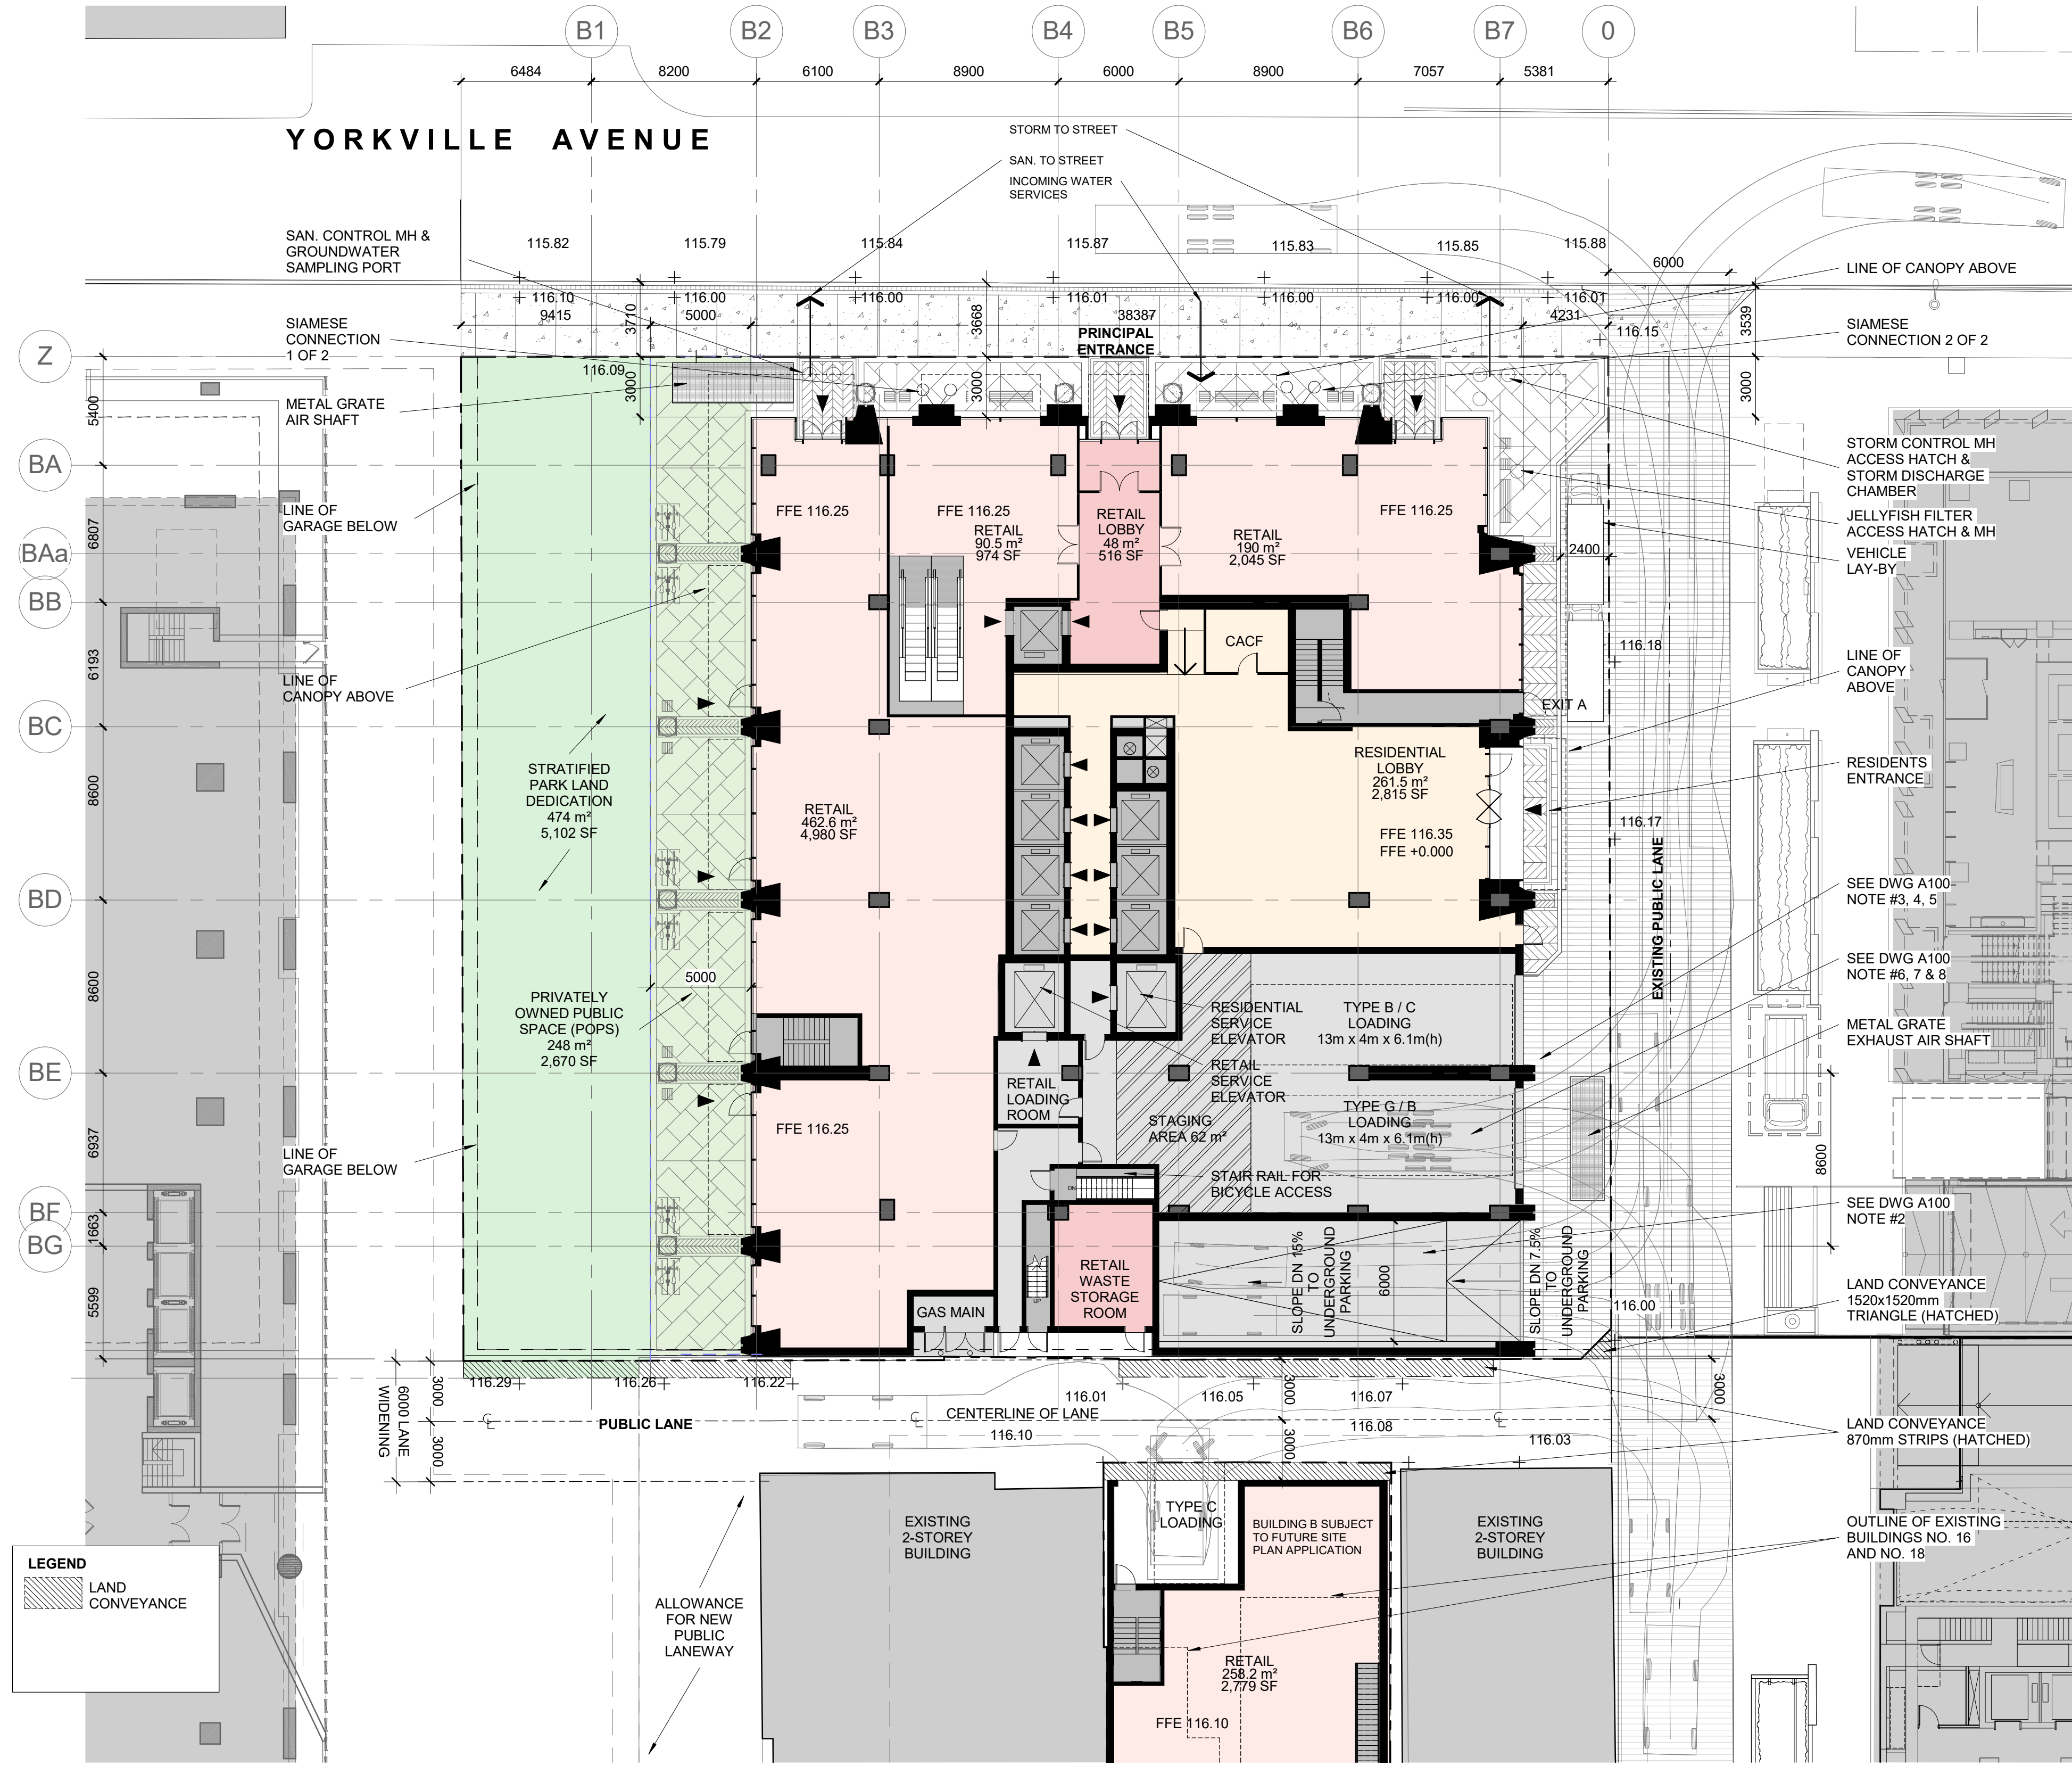 B1 B2 B3 B4 B5 B6 B7 0
6484 8200 6100 8900 6000 8900 7057 5381
YORKVILLE AVENUE
STORM TO STREET
SAN. TO STREET
INCOMING WATER
SERVICES
SAN. CONTROL MH &
GROUNDWATER
SAMPLING PORT
115.82 115.79 115.84 115.87 115.83 115.85 115.88
6000
LINE OF CANOPY ABOVE
116.10 116.00 116.00 116.01 116.00 116.00 116.01
9415 3710 5000 3668 38387 4231 116.15 3539
SIAMESE
CONNECTION
1 OF 2
PRINCIPAL
ENTRANCE
SIAMESE
CONNECTION 2 OF 2
Z
116.09
3000 3000 3000
METAL GRATE
AIR SHAFT
5400
BA
STORM CONTROL MH
ACCESS HATCH &
STORM DISCHARGE
CHAMBER
LINE OF
GARAGE BELOW
FFE 116.25
FFE 116.25
RETAIL
90.5 m²
974 SF
RETAIL
LOBBY
48 m²
516 SF
RETAIL
190 m²
2,045 SF
FFE 116.25
JELLYFISH FILTER
ACCESS HATCH & MH
6807
BAa
2400
VEHICLE
LAY-BY
BB
CACF
116.18
6193
LINE OF
CANOPY ABOVE
LINE OF
CANOPY
ABOVE
EXIT A
BC
STRATIFIED
PARK LAND
DEDICATION
474 m²
5,102 SF
RETAIL
462.6 m²
4,980 SF
RESIDENTIAL
LOBBY
261.5 m²
2,815 SF
FFE 116.35
FFE +0.000
RESIDENTS
ENTRANCE
8600
116.17
EXISTING PUBLIC LANE
BD
SEE DWG A100
NOTE #3, 4, 5
SEE DWG A100
NOTE #6, 7 & 8
8600
5000
PRIVATELY
OWNED PUBLIC
SPACE (POPS)
248 m²
2,670 SF
RESIDENTIAL
SERVICE
ELEVATOR
TYPE B / C
LOADING
13m x 4m x 6.1m(h)
METAL GRATE
EXHAUST AIR SHAFT
BE
RETAIL
LOADING
ROOM
RETAIL
SERVICE
ELEVATOR
TYPE G / B
LOADING
13m x 4m x 6.1m(h)
STAGING
AREA 62 m²
FFE 116.25
6937
8600
LINE OF
GARAGE BELOW
STAIR RAIL FOR
BICYCLE ACCESS
DN
BF
SEE DWG A100
NOTE #2
1663
BG
SLOPE DN 15%
TO
UNDERGROUND
PARKING
6000
SLOPE DN 7.5%
TO
UNDERGROUND
PARKING
RETAIL
WASTE
STORAGE
ROOM
UP
GAS MAIN
5599
116.00
LAND CONVEYANCE
1520x1520mm
TRIANGLE (HATCHED)
116.29 116.26 116.22
116.01 116.05 116.07
6000 LANE
WIDENING
3000 3000 3000 3000 3000
PUBLIC LANE
CENTERLINE OF LANE
116.10 116.08 116.03
LAND CONVEYANCE
870mm STRIPS (HATCHED)
EXISTING
2-STOREY
BUILDING
TYPE C
LOADING
BUILDING B SUBJECT
TO FUTURE SITE
PLAN APPLICATION
EXISTING
2-STOREY
BUILDING
OUTLINE OF EXISTING
BUILDINGS NO. 16
AND NO. 18
LEGEND
LAND
CONVEYANCE
ALLOWANCE
FOR NEW
PUBLIC
LANEWAY
RETAIL
258.2 m²
2,779 SF
FFE 116.10